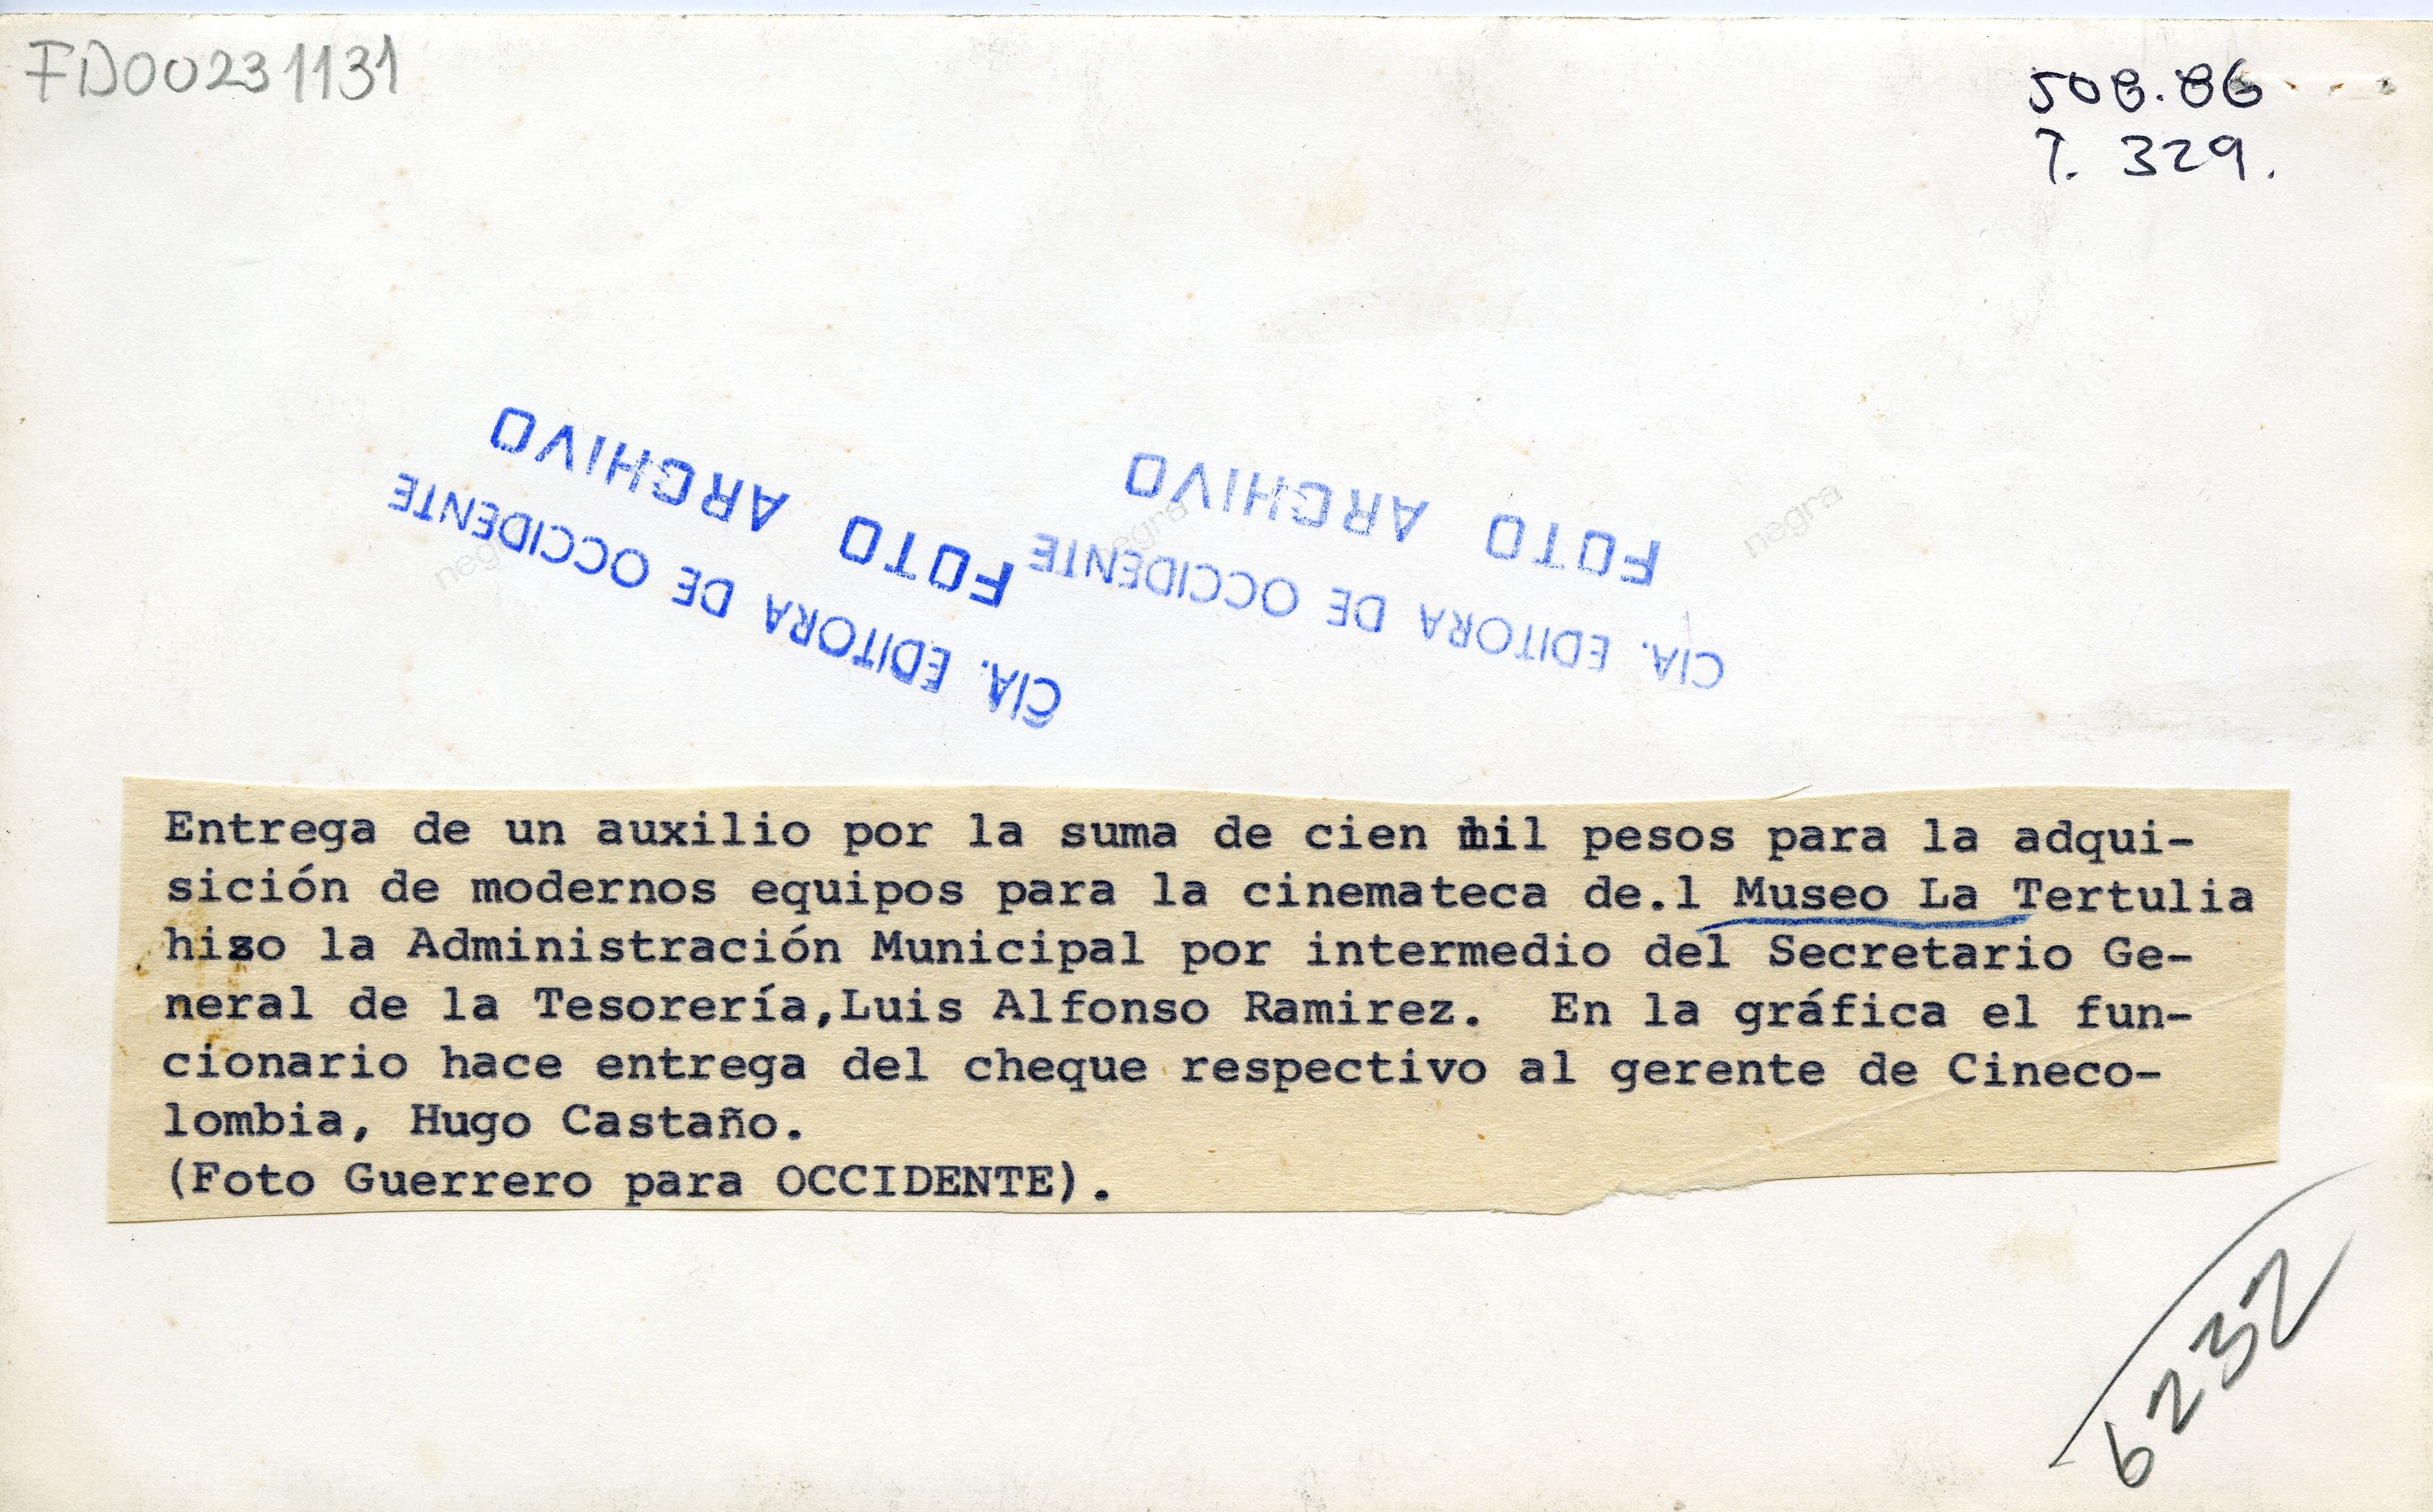 FD00231131
508.86
T. 329.
CIA. EDITORA DE OCCIDENTE
FOTO ARCHIVO
CIA. EDITORA DE OCCIDENTE
FOTO ARCHIVO
negra
negra
negra
Entrega de un auxilio por la suma de cien mil pesos para la adqui-
sición de modernos equipos para la cinemateca de.l Museo La Tertulia
hizo la Administración Municipal por intermedio del Secretario Ge-
neral de la Tesorería,Luis Alfonso Ramirez. En la gráfica el fun-
cionario hace entrega del cheque respectivo al gerente de Cineco-
lombia, Hugo Castaño.
(Foto Guerrero para OCCIDENTE).
6232